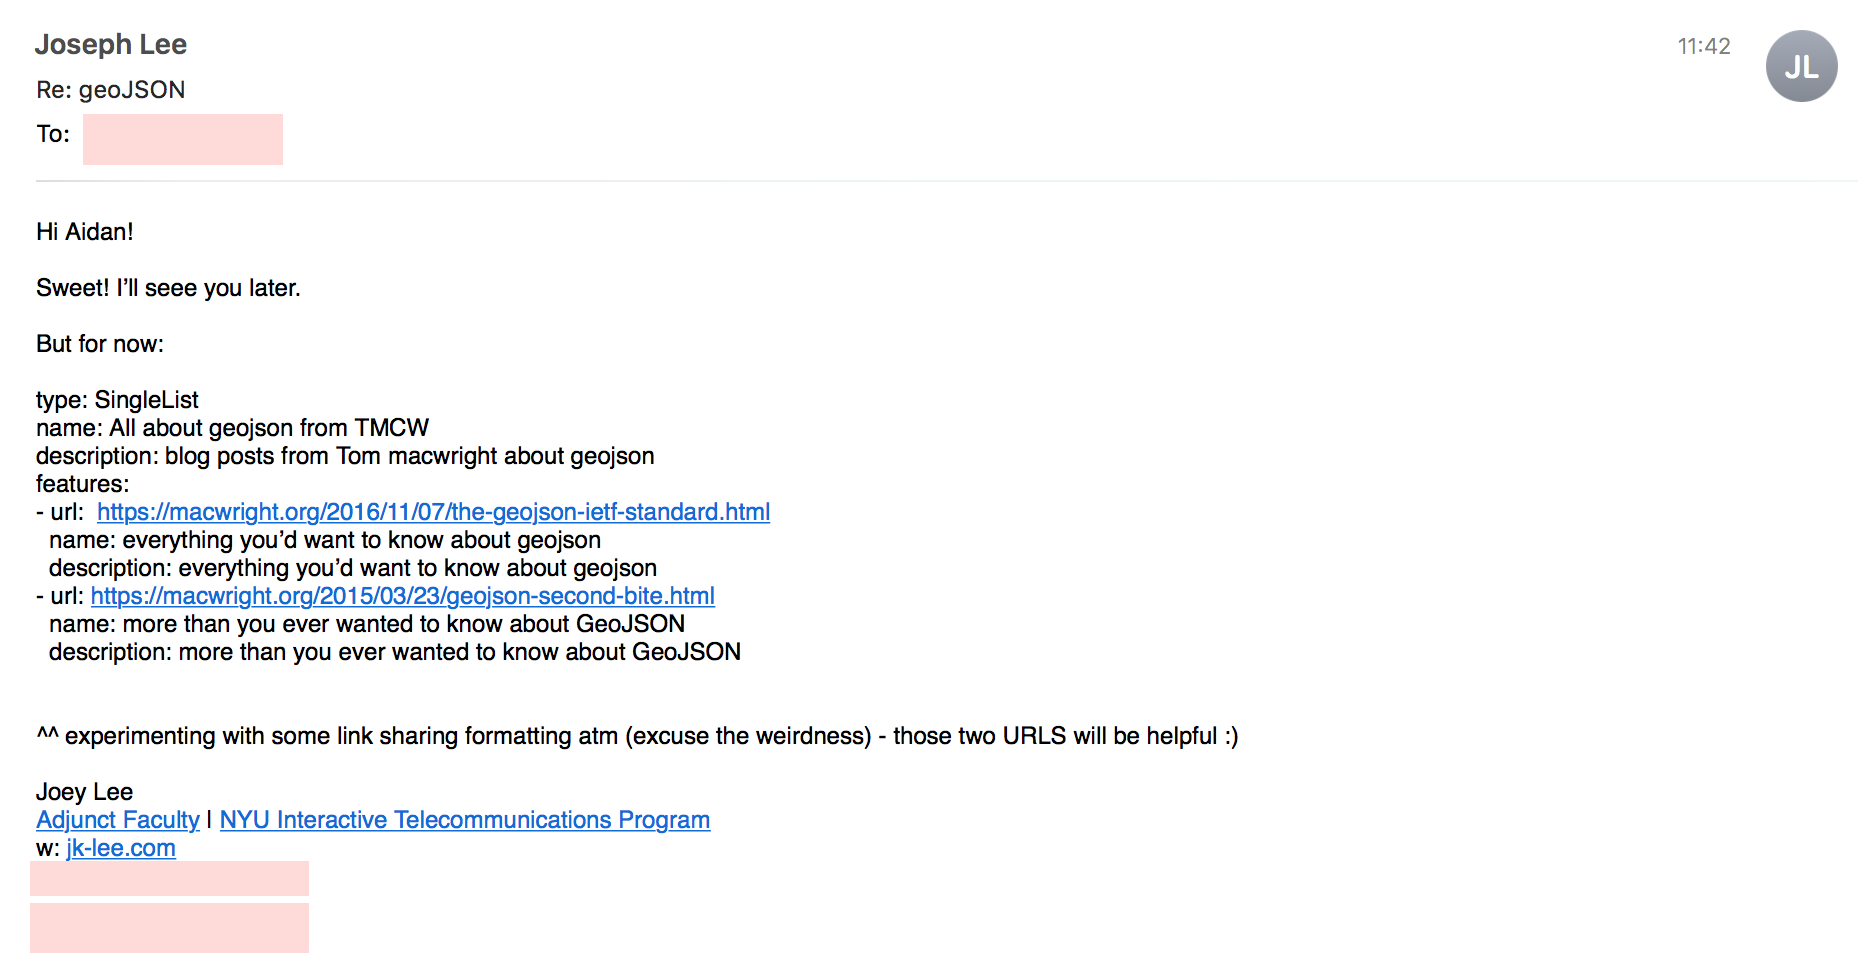 Joseph Lee
11:42
JL
Re: geoJSON
To:
Hi Aidan!
Sweet! I’ll seee you later.
But for now:
type: SingleList
name: All about geojson from TMCW
description: blog posts from Tom macwright about geojson
features:
- url:  https://macwright.org/2016/11/07/the-geojson-ietf-standard.html
  name: everything you’d want to know about geojson
  description: everything you’d want to know about geojson
- url: https://macwright.org/2015/03/23/geojson-second-bite.html
  name: more than you ever wanted to know about GeoJSON
  description: more than you ever wanted to know about GeoJSON
^^ experimenting with some link sharing formatting atm (excuse the weirdness) - those two URLS will be helpful :)
Joey Lee
Adjunct Faculty | NYU Interactive Telecommunications Program
w: jk-lee.com